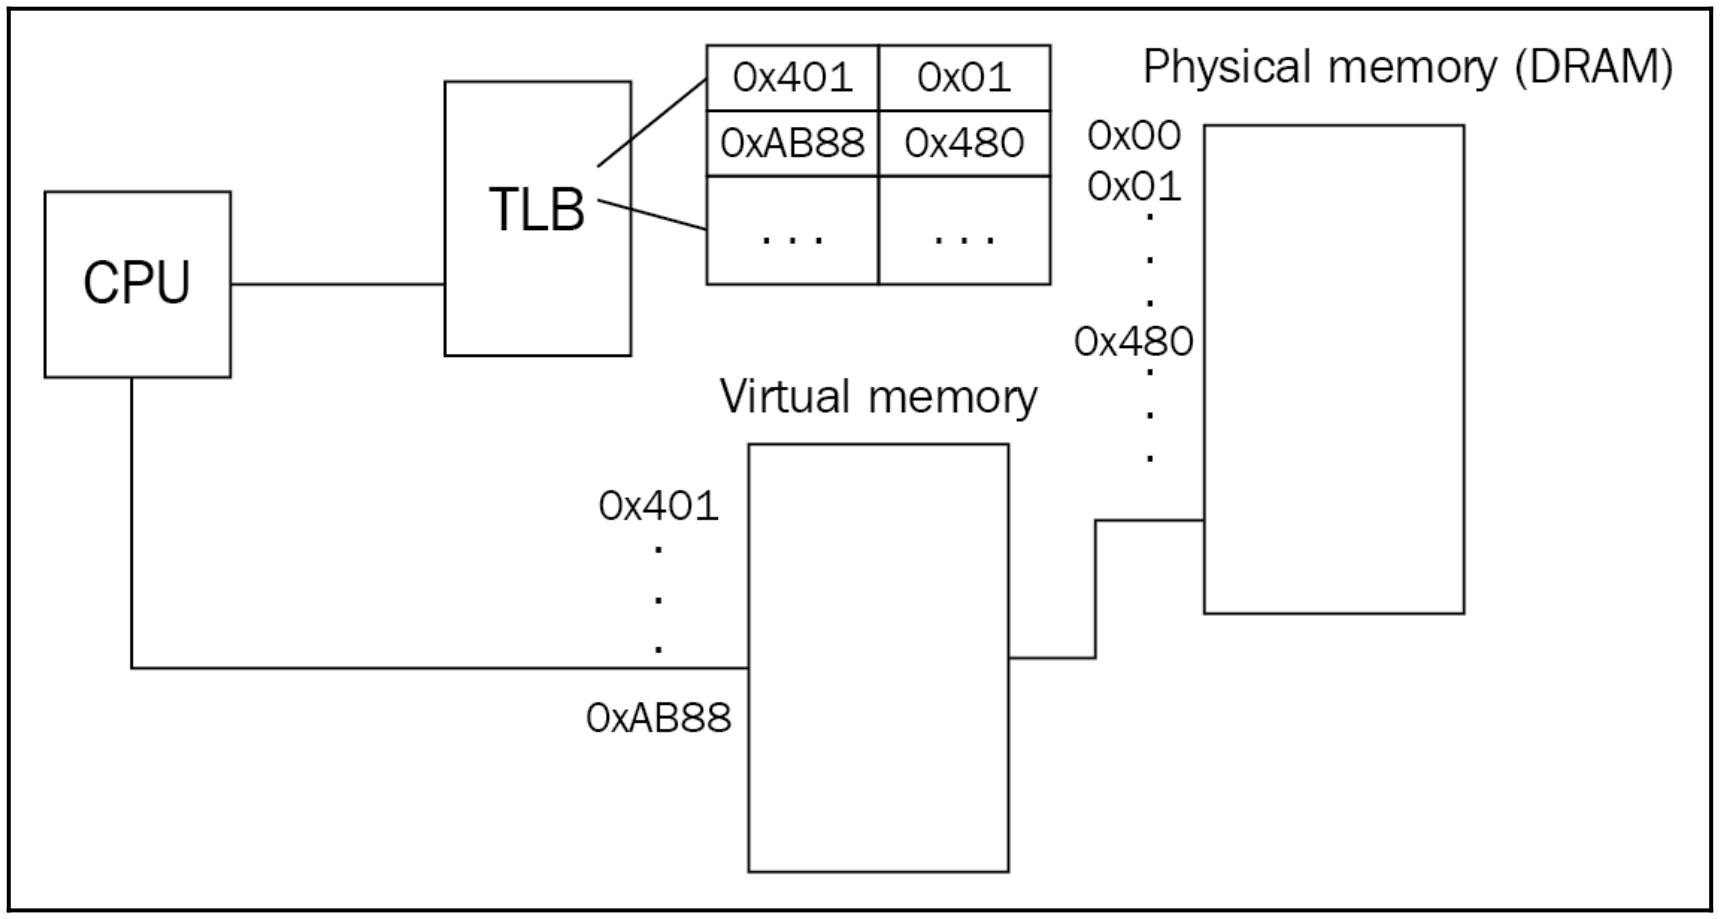 CPU
TLB
0x401 0x01
0xAB88 0x480
. . . . . .
Physical memory (DRAM)
0x00
0x01
.
.
.
0x480
.
.
.
Virtual memory
0x401
.
.
.
0xAB88